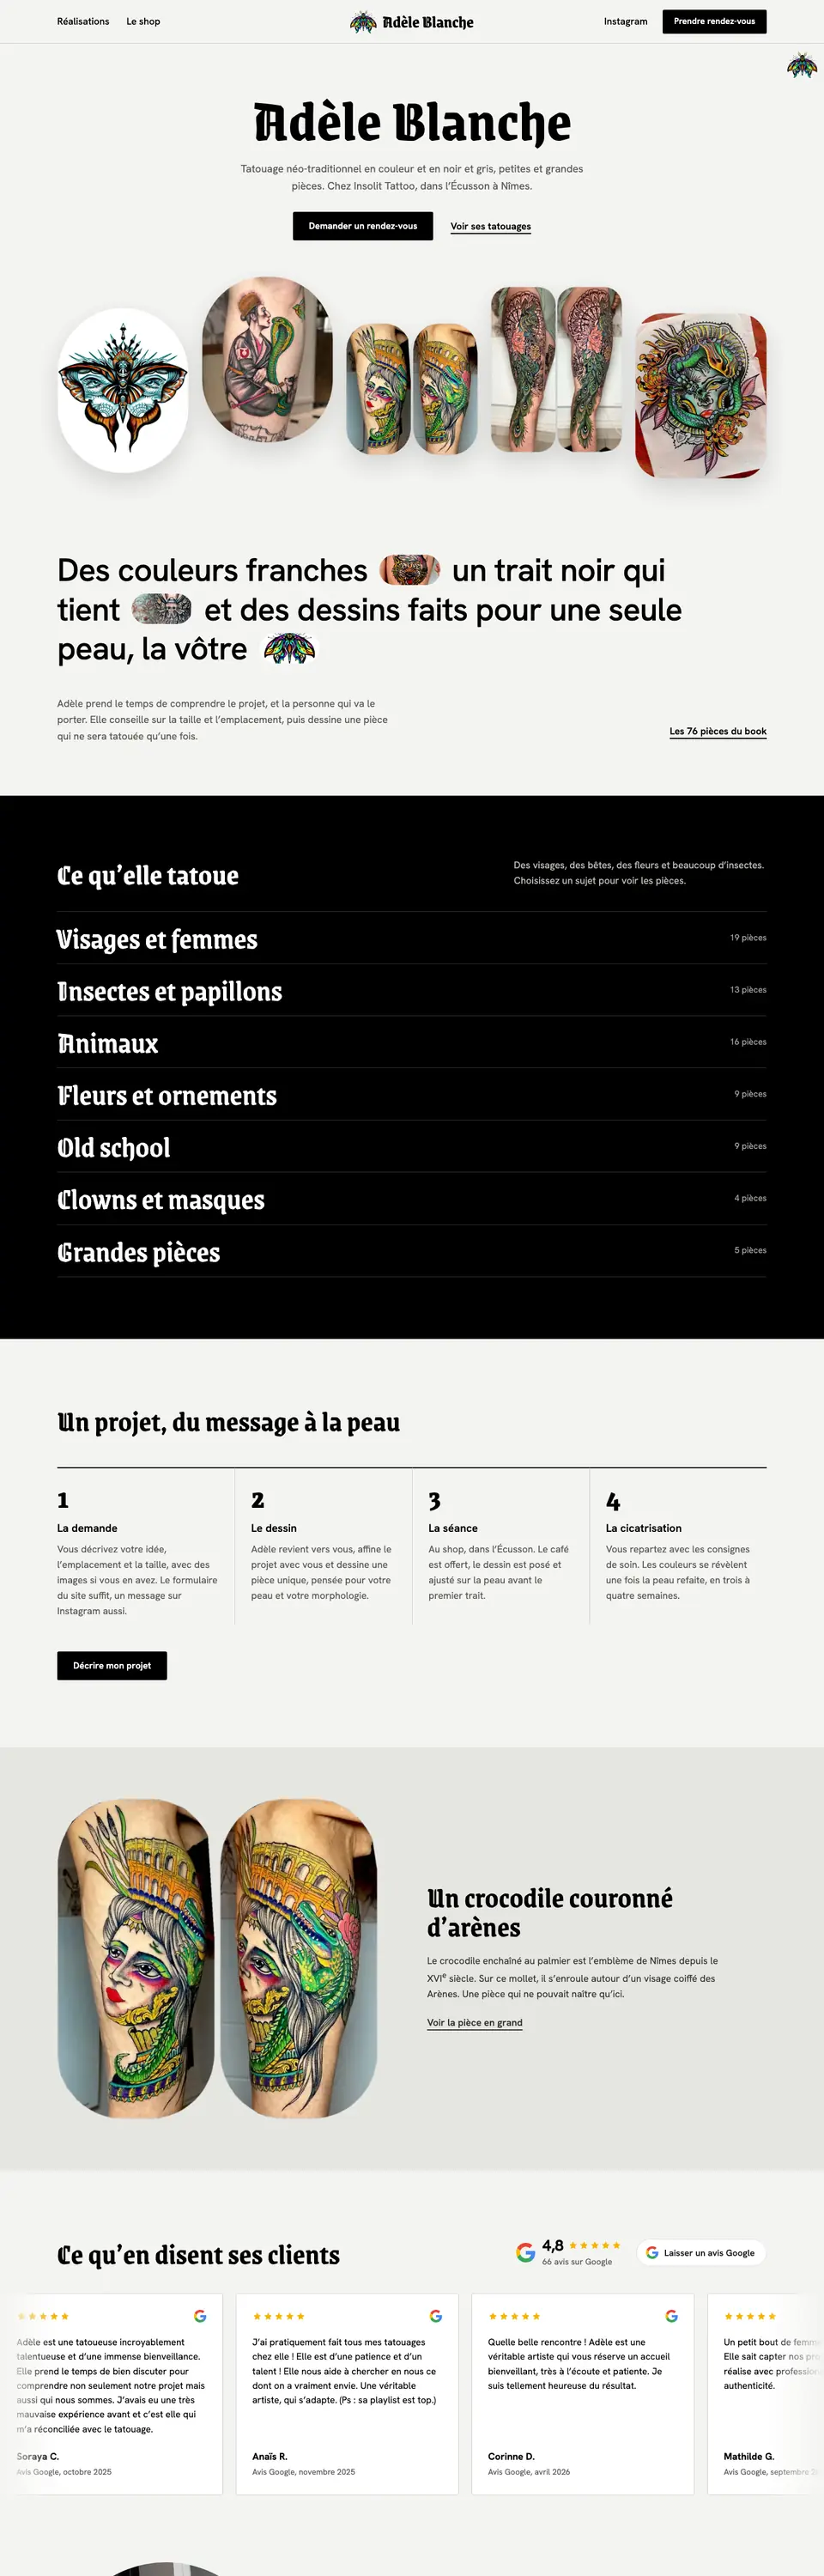 Réalisations Le shop Adèle Blanche Instagram Prendre rendez-vous
Adèle Blanche
Tatouage néo-traditionnel en couleur et en noir et gris, petites et grandes
pièces. Chez Insolit Tattoo, dans l’Écusson à Nîmes.
Demander un rendez-vous Voir ses tatouages
Des couleurs franches un trait noir qui
tient et des dessins faits pour une seule
peau, la vôtre
Adèle prend le temps de comprendre le projet, et la personne qui va le
porter. Elle conseille sur la taille et l’emplacement, puis dessine une pièce
qui ne sera tatouée qu’une fois.
Les 76 pièces du book
Ce qu’elle tatoue
Des visages, des bêtes, des fleurs et beaucoup d’insectes.
Choisissez un sujet pour voir les pièces.
Visages et femmes 19 pièces
Insectes et papillons 13 pièces
Animaux 16 pièces
Fleurs et ornements 9 pièces
Old school 9 pièces
Clowns et masques 4 pièces
Grandes pièces 5 pièces
Un projet, du message à la peau
1
La demande
Vous décrivez votre idée,
l’emplacement et la taille, avec des
images si vous en avez. Le formulaire
du site suffit, un message sur
Instagram aussi.
2
Le dessin
Adèle revient vers vous, affine le
projet avec vous et dessine une
pièce unique, pensée pour votre
peau et votre morphologie.
3
La séance
Au shop, dans l’Écusson. Le café
est offert, le dessin est posé et
ajusté sur la peau avant le
premier trait.
4
La cicatrisation
Vous repartez avec les consignes
de soin. Les couleurs se révèlent
une fois la peau refaite, en trois à
quatre semaines.
Décrire mon projet
Un crocodile couronné
d’arènes
Le crocodile enchaîné au palmier est l’emblème de Nîmes depuis le
XVIe siècle. Sur ce mollet, il s’enroule autour d’un visage coiffé des
Arènes. Une pièce qui ne pouvait naître qu’ici.
Voir la pièce en grand
Ce qu’en disent ses clients
4,8
66 avis sur Google
Laisser un avis Google
Adèle est une tatoueuse incroyablement
talentueuse et d’une immense bienveillance.
Elle prend le temps de bien discuter pour
comprendre non seulement notre projet mais
aussi qui nous sommes. J’avais eu une très
mauvaise expérience avant et c’est elle qui
m’a réconciliée avec le tatouage.
Soraya C.
Avis Google, octobre 2025
J’ai pratiquement fait tous mes tatouages
chez elle ! Elle est d’une patience et d’un
talent ! Elle nous aide à chercher en nous ce
dont on a vraiment envie. Une véritable
artiste, qui s’adapte. (Ps : sa playlist est top.)
Anaïs R.
Avis Google, novembre 2025
Quelle belle rencontre ! Adèle est une
véritable artiste qui vous réserve un accueil
bienveillant, très à l’écoute et patiente. Je
suis tellement heureuse du résultat.
Corinne D.
Avis Google, avril 2026
Un petit bout de femme
Elle sait capter nos
réalise avec
authenticité.
Mathilde G.
Avis Google, septembre